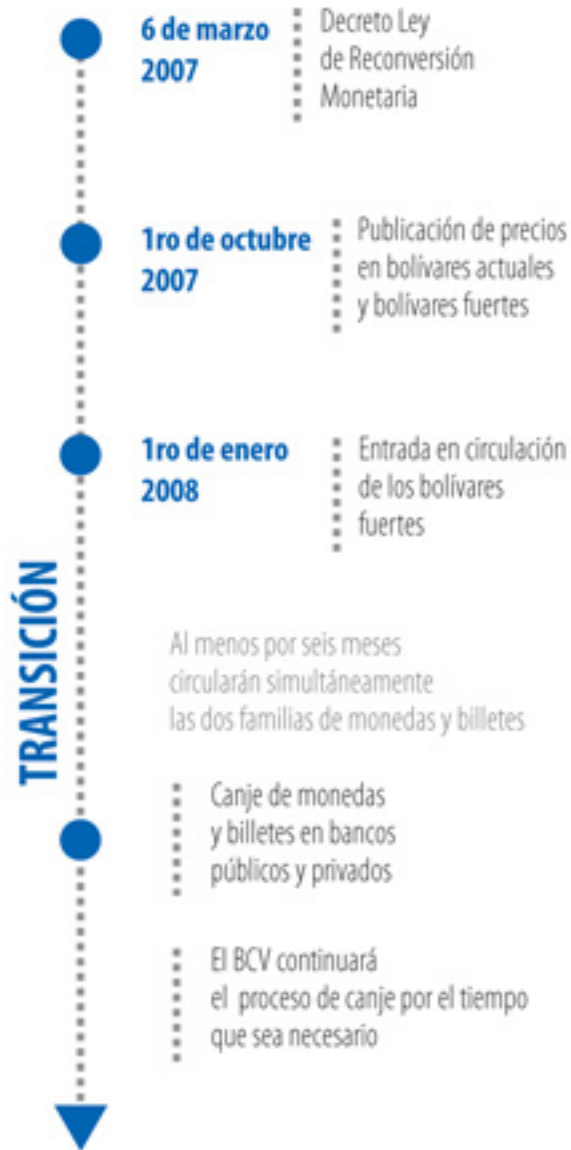 6 de marzo
2007
Decreto Ley
de Reconversión
Monetaria
1ro de octubre
2007
Publicación de precios
en bolívares actuales
y bolívares fuertes
1ro de enero
2008
Entrada en circulación
de los bolívares
fuertes
TRANSICIÓN
Al menos por seis meses
circularán simultáneamente
las dos familias de monedas y billetes
Canje de monedas
y billetes en bancos
públicos y privados
El BCV continuará
el proceso de canje por el tiempo
que sea necesario